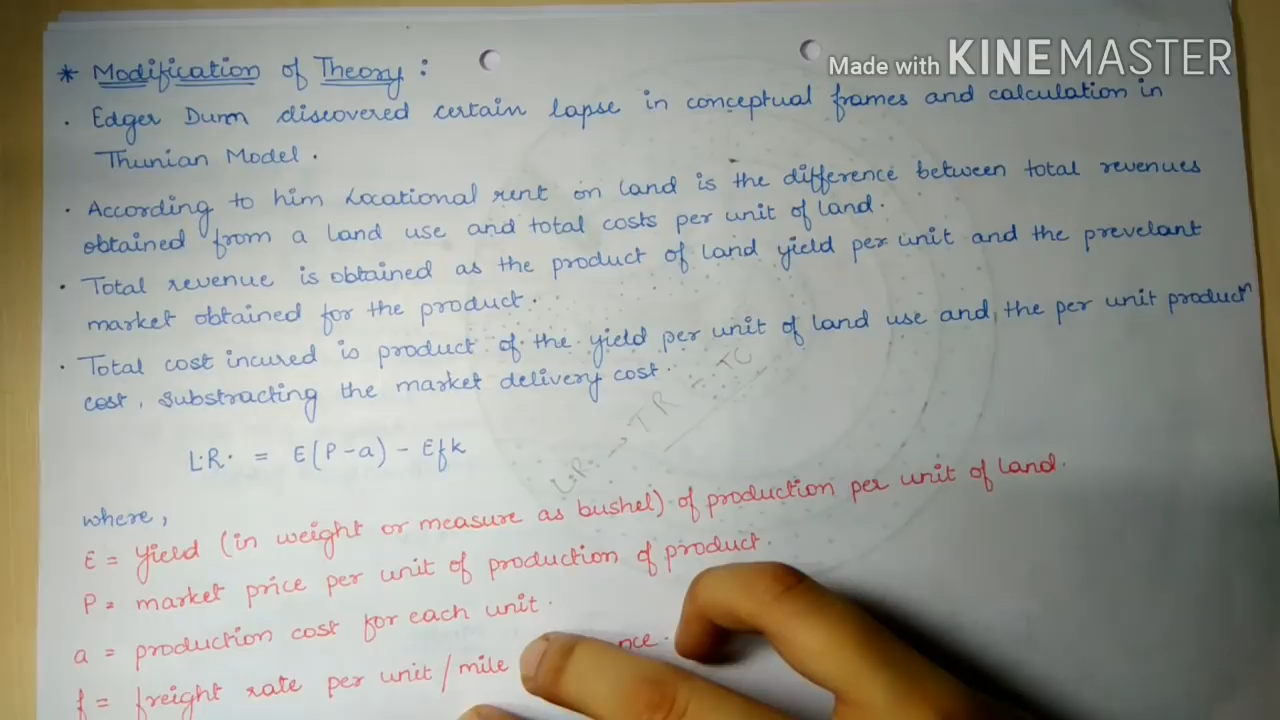 Made with KINEMASTER
* Modification of Theory :
. Edger Dunn discovered certain lapse in conceptual frames and calculation in
Thunian Model .
. According to him Locational rent on land is the difference between total revenues
obtained from a land use and total costs per unit of land.
. Total revenue is obtained as the product of land yield per unit and the prevelant
market obtained for the product .
. Total cost incured is product of the yield per unit of land use and, the per unit productn
cost, substracting the market delivery cost.
L.R. → TR - TC
L.R. = E(P-a) - Efk
where,
E = Yield (in weight or measure as bushel) of production per unit of land.
P = market price per unit of production of product.
a = production cost for each unit.
f = freight rate per unit/mile